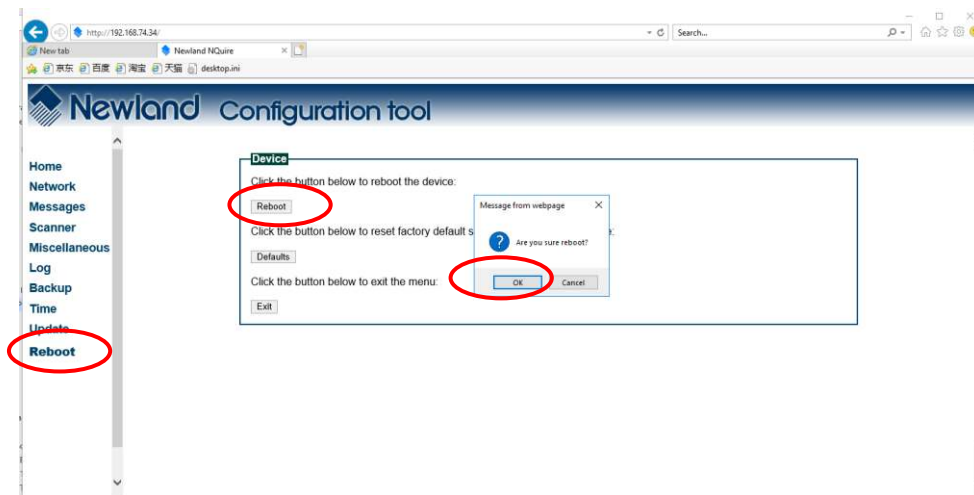 http://192.168.74.34/
Search...
New tab
Newland NQuire
京东
百度
淘宝
天猫
desktop.ini
Newland Configuration tool
Home
Network
Messages
Scanner
Miscellaneous
Log
Backup
Time
Update
Reboot
Device
Click the button below to reboot the device:
Reboot
Click the button below to reset factory default s
Defaults
Click the button below to exit the menu:
Exit
Message from webpage
Are you sure reboot?
OK
Cancel